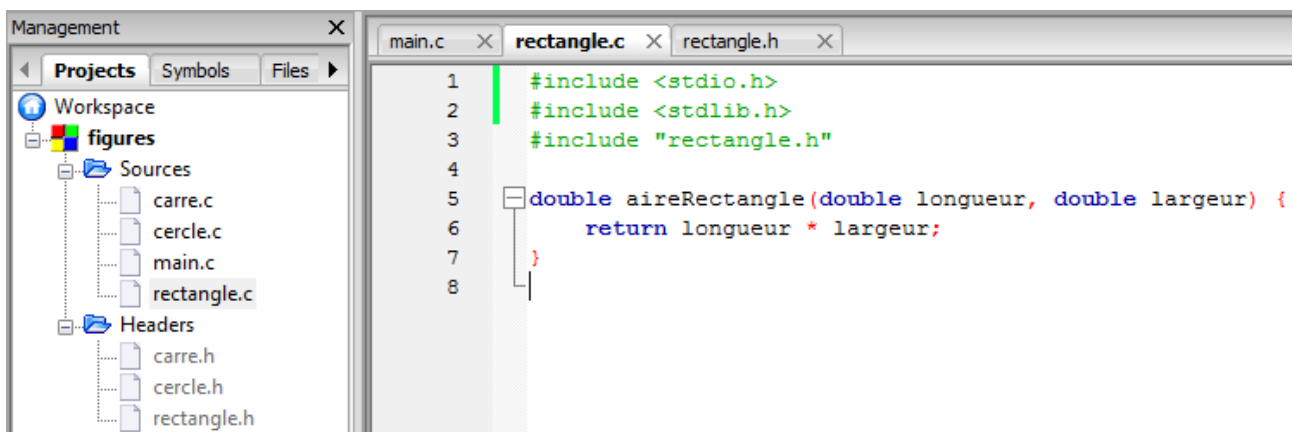 Management
Projects Symbols Files
Workspace
figures
Sources
carre.c
cercle.c
main.c
rectangle.c
Headers
carre.h
cercle.h
rectangle.h
main.c rectangle.c rectangle.h
1 #include <stdio.h>
2 #include <stdlib.h>
3 #include "rectangle.h"
4
5 double aireRectangle(double longueur, double largeur) {
6     return longueur * largeur;
7 }
8